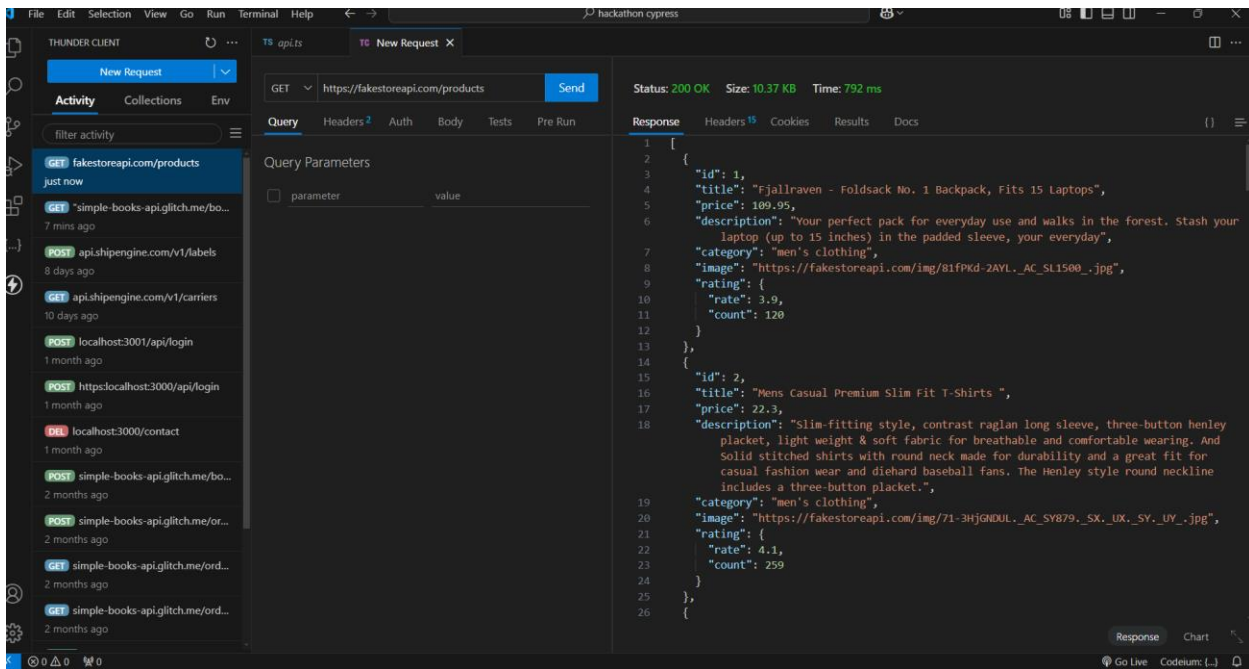 File Edit Selection View Go Run Terminal Help
hackathon cypress
THUNDER CLIENT
New Request
Activity Collections Env
filter activity
GET fakestoreapi.com/products
just now
GET "simple-books-api.glitch.me/bo...
7 mins ago
POST api.shipengine.com/v1/labels
8 days ago
GET api.shipengine.com/v1/carriers
10 days ago
POST localhost:3001/api/login
1 month ago
POST https:localhost:3000/api/login
1 month ago
DEL localhost:3000/contact
1 month ago
POST simple-books-api.glitch.me/bo...
2 months ago
POST simple-books-api.glitch.me/or...
2 months ago
GET simple-books-api.glitch.me/ord...
2 months ago
GET simple-books-api.glitch.me/ord...
2 months ago
TS api.ts TC New Request
GET https://fakestoreapi.com/products Send
Query Headers 2 Auth Body Tests Pre Run
Query Parameters
parameter value
Status: 200 OK Size: 10.37 KB Time: 792 ms
Response Headers 15 Cookies Results Docs {}
1 [
2 {
3 "id": 1,
4 "title": "Fjallraven - Foldsack No. 1 Backpack, Fits 15 Laptops",
5 "price": 109.95,
6 "description": "Your perfect pack for everyday use and walks in the forest. Stash your
laptop (up to 15 inches) in the padded sleeve, your everyday",
7 "category": "men's clothing",
8 "image": "https://fakestoreapi.com/img/81fPKd-2AYL._AC_SL1500_.jpg",
9 "rating": {
10 "rate": 3.9,
11 "count": 120
12 }
13 },
14 {
15 "id": 2,
16 "title": "Mens Casual Premium Slim Fit T-Shirts ",
17 "price": 22.3,
18 "description": "Slim-fitting style, contrast raglan long sleeve, three-button henley
placket, light weight & soft fabric for breathable and comfortable wearing. And
Solid stitched shirts with round neck made for durability and a great fit for
casual fashion wear and diehard baseball fans. The Henley style round neckline
includes a three-button placket.",
19 "category": "men's clothing",
20 "image": "https://fakestoreapi.com/img/71-3HjGNDUL._AC_SY879._SX._UX._SY._UY_.jpg",
21 "rating": {
22 "rate": 4.1,
23 "count": 259
24 }
25 },
26 {
Response Chart
0 0 0 Go Live Codeium: {...}